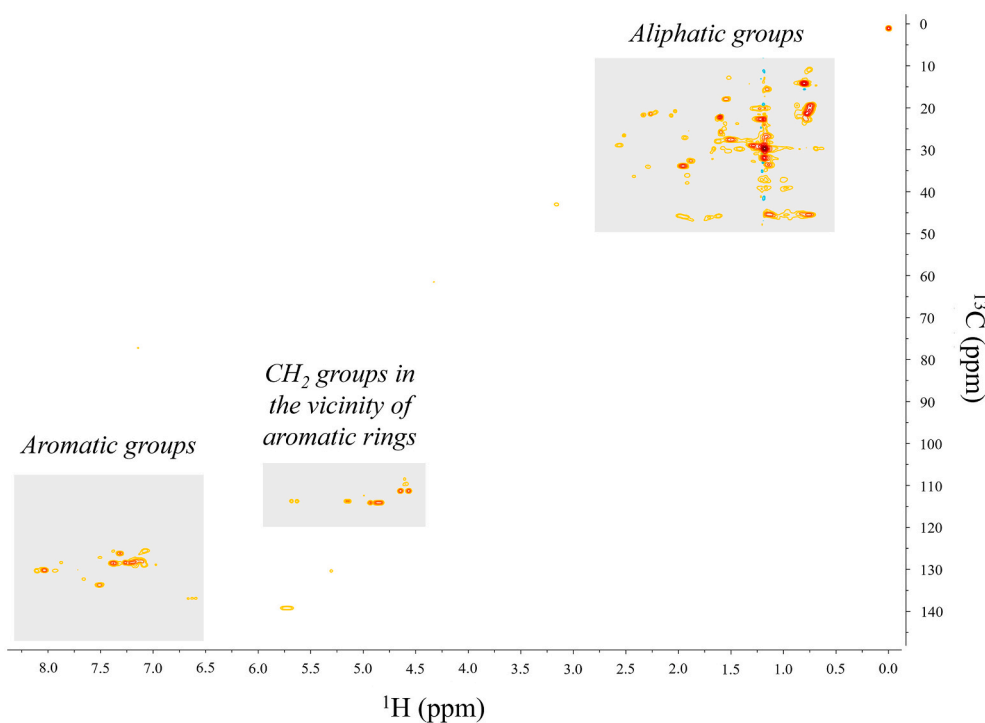 Aliphatic groups
0
10
20
30
40
50
60
70
80
90
100
110
120
130
140
¹³C (ppm)
CH₂ groups in
the vicinity of
aromatic rings
Aromatic groups
8.0 7.5 7.0 6.5 6.0 5.5 5.0 4.5 4.0 3.5 3.0 2.5 2.0 1.5 1.0 0.5 0.0
¹H (ppm)